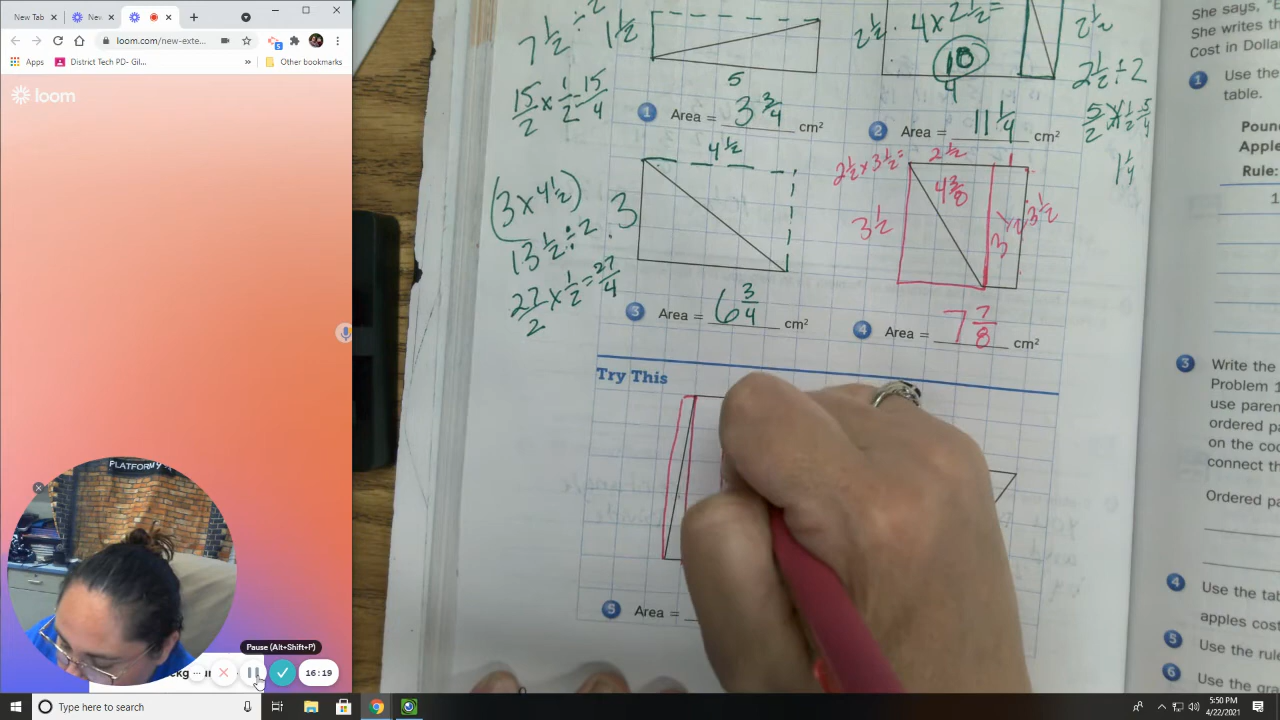 New Tab
New
loom.com/new-exte...
Apps
District Tech PD- Gil...
Other bookmarks
loom
PLATFORM
Pause (Alt+Shift+P)
16:19
7 1/2 ÷ 2
1 1/2
15/2 x 1/2 = 15/4
5
1 Area = 3 3/4 cm²
2 1/2 · 4 x 2 1/2 =
10
4
2 1/2
2 1/2 ÷ 2
1 1/4
2 Area = 11 1/4 cm²
4 1/2
(3 x 4 1/2)
13 1/2 ÷ 2
3
27/2 x 1/2 = 27/4
3 Area = 6 3/4 cm²
2 1/2 x 3 1/2 =
2 1/2
1
4 3/8
3 1/2
3 1/2
3 1/2
4 Area = 7 7/8 cm²
Try This
5 Area =
She says, "
She writes th
Cost in Dolla
1 Use the
table.
Poun
Apple
Rule:
1
3 Write the
Problem 1
use paren
ordered pa
on the coo
connect the
Ordered pa
4 Use the tab
apples cost
5 Use the rule
6 Use the gra
Type here to search
5:50 PM
4/22/2021